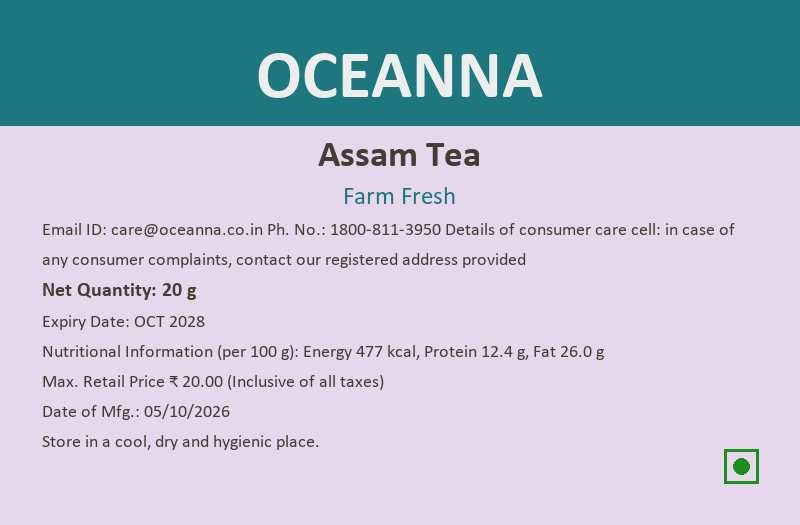 OCEANNA
Assam Tea
Farm Fresh
Email ID: care@oceanna.co.in Ph. No.: 1800-811-3950 Details of consumer care cell: in case of
any consumer complaints, contact our registered address provided
Net Quantity: 20 g
Expiry Date: OCT 2028
Nutritional Information (per 100 g): Energy 477 kcal, Protein 12.4 g, Fat 26.0 g
Max. Retail Price ₹ 20.00 (Inclusive of all taxes)
Date of Mfg.: 05/10/2026
Store in a cool, dry and hygienic place.